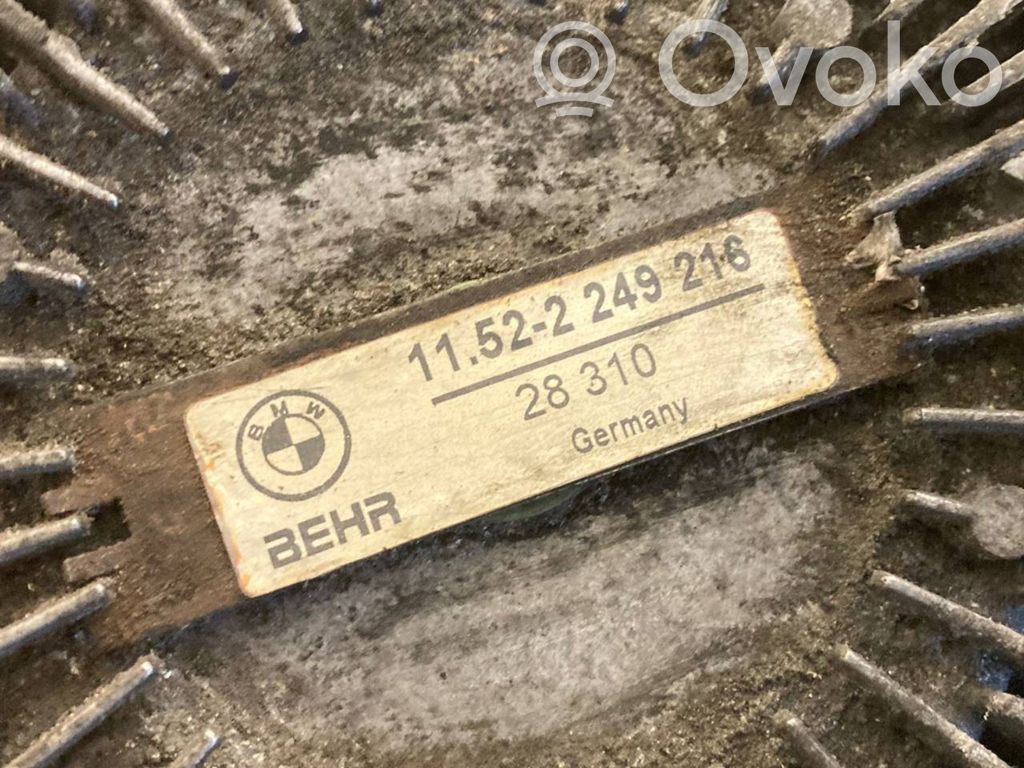 Ovoko
11.52-2 249 216
28 310
Germany
BMW
BEHR